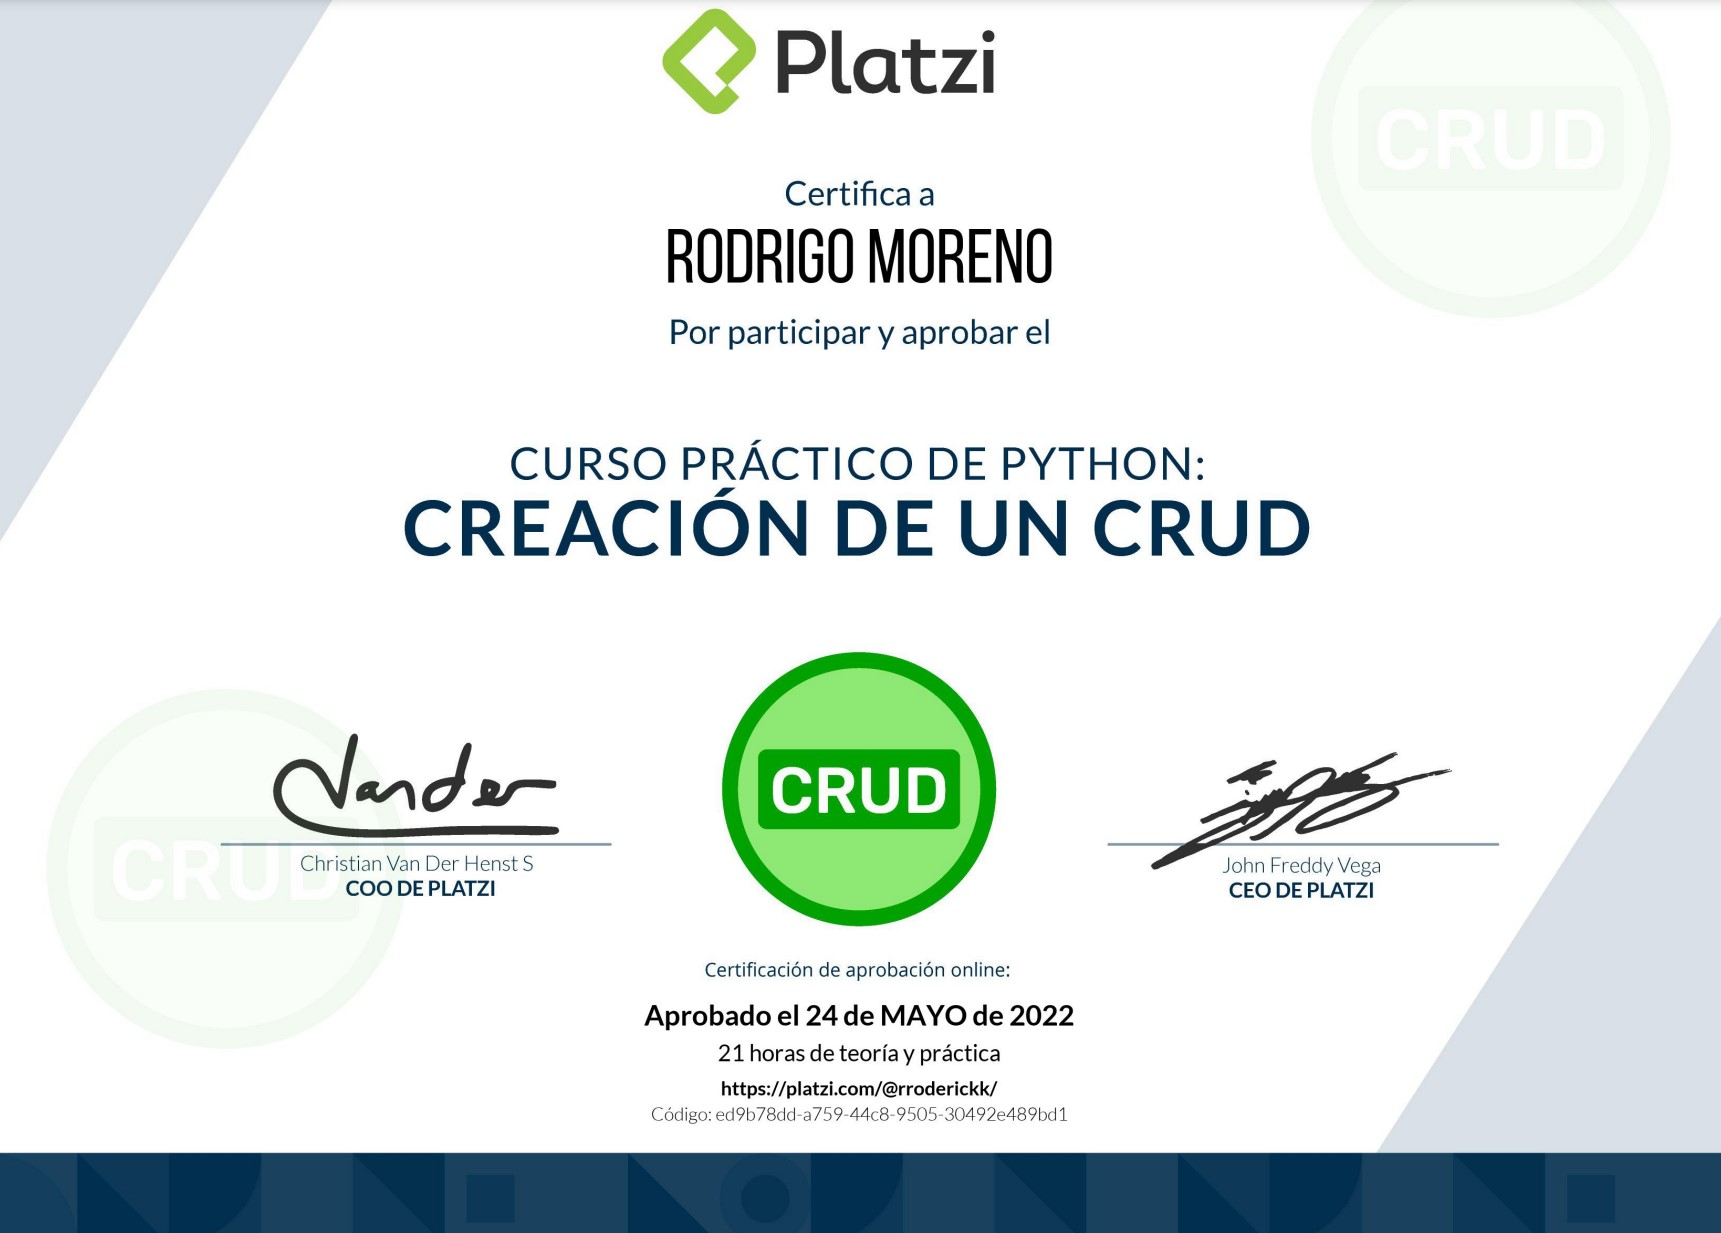 Platzi
CRUD
Certifica a
RODRIGO MORENO
Por participar y aprobar el
CURSO PRÁCTICO DE PYTHON:
CREACIÓN DE UN CRUD
Vander
CRUD
CRUD
Christian Van Der Henst S
COO DE PLATZI
John Freddy Vega
CEO DE PLATZI
Certificación de aprobación online:
Aprobado el 24 de MAYO de 2022
21 horas de teoría y práctica
https://platzi.com/@rroderickk/
Código: ed9b78dd-a759-44c8-9505-30492e489bd1